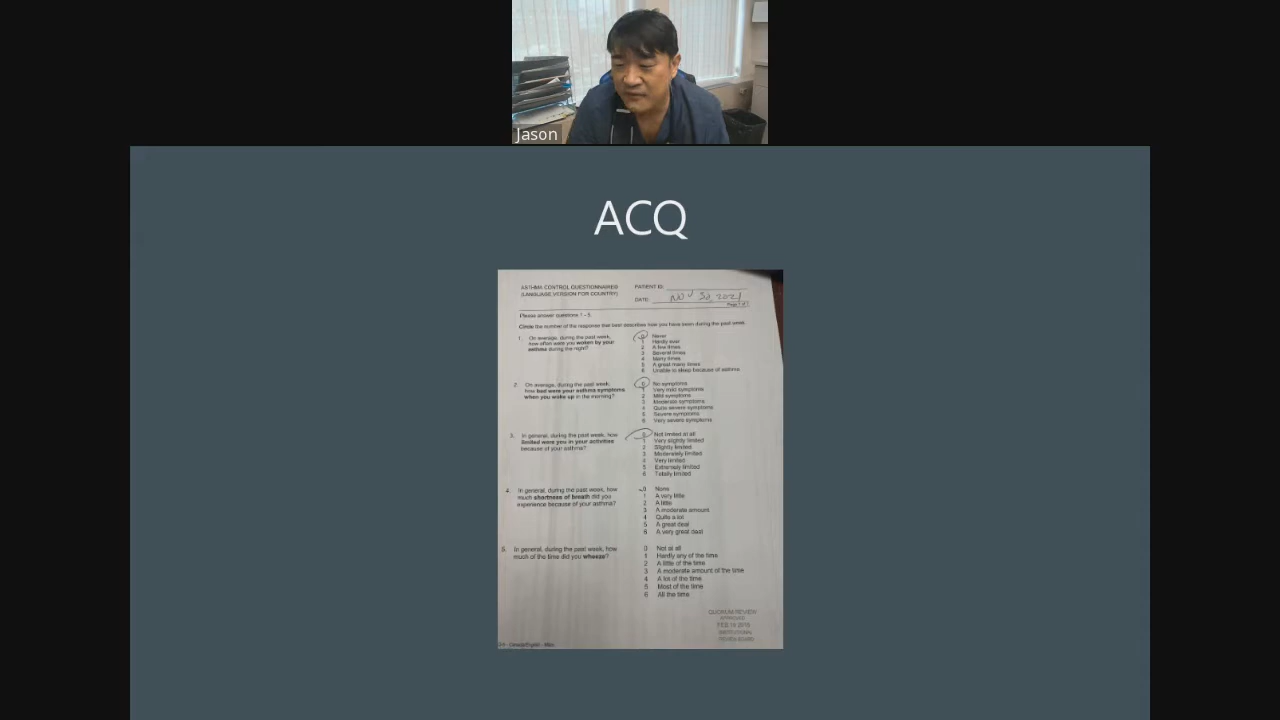 Jason
ACQ
ASTHMA CONTROL QUESTIONNAIRE®
(LANGUAGE VERSION FOR COUNTRY)
PATIENT ID:
DATE: Nov 30, 2021
Please answer questions 1 - 5.
Circle the number of the response that best describes how you have been during the past week.
1. On average, during the past week,
how often were you woken by your
asthma during the night?
0 Never
1 Hardly ever
2 A few times
3 Several times
4 Many times
5 A great many times
6 Unable to sleep because of asthma
2. On average, during the past week,
how bad were your asthma symptoms
when you woke up in the morning?
0 No symptoms
1 Very mild symptoms
2 Mild symptoms
3 Moderate symptoms
4 Quite severe symptoms
5 Severe symptoms
6 Very severe symptoms
3. In general, during the past week, how
limited were you in your activities
because of your asthma?
0 Not limited at all
1 Very slightly limited
2 Slightly limited
3 Moderately limited
4 Very limited
5 Extremely limited
6 Totally limited
4. In general, during the past week, how
much shortness of breath did you
experience because of your asthma?
0 None
1 A very little
2 A little
3 A moderate amount
4 Quite a lot
5 A great deal
6 A very great deal
5. In general, during the past week, how
much of the time did you wheeze?
0 Not at all
1 Hardly any of the time
2 A little of the time
3 A moderate amount of the time
4 A lot of the time
5 Most of the time
6 All the time
QUORUM REVIEW
APPROVED
INSTITUTIONAL
REVIEW BOARD